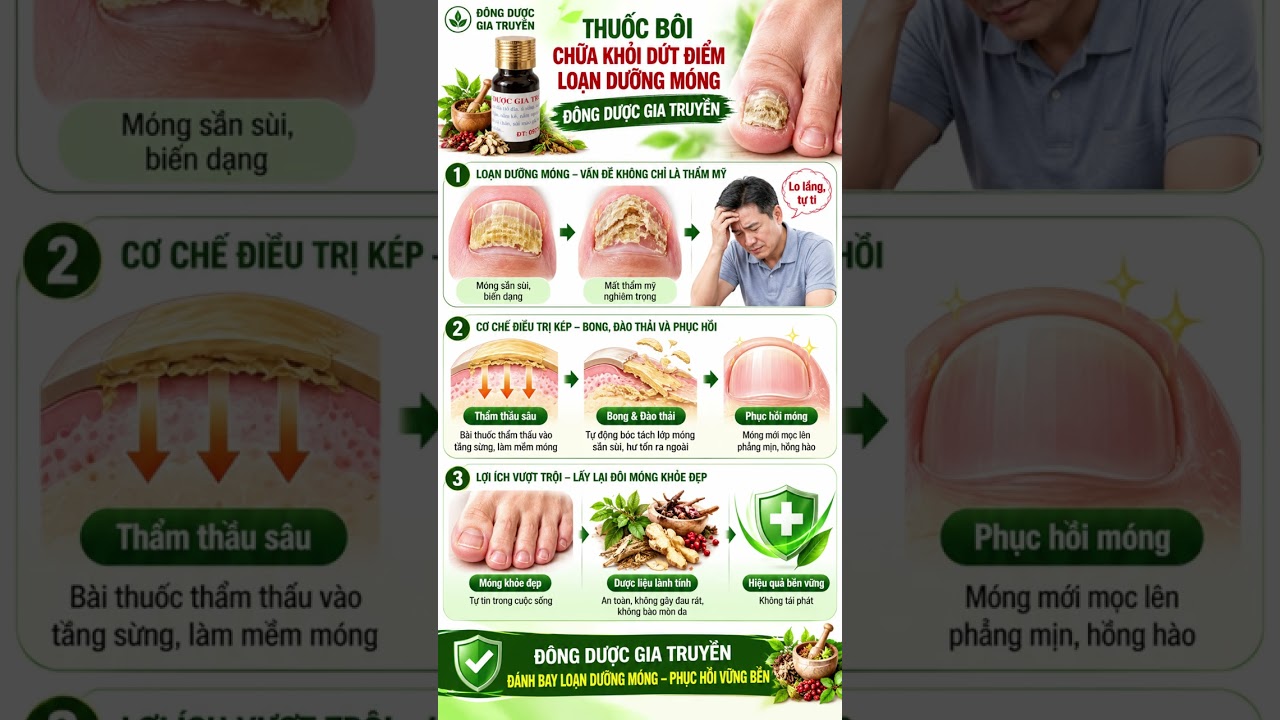 ĐÔNG DƯỢC
GIA TRUYỀN
THUỐC BÔI
CHỮA KHỎI DỨT ĐIỂM
LOẠN DƯỠNG MÓNG
ĐÔNG DƯỢC GIA TRUYỀN
DƯỢC GIA TR
1 LOẠN DƯỠNG MÓNG – VẤN ĐỀ KHÔNG CHỈ LÀ THẨM MỸ
Lo lắng,
tự ti
Móng sần sùi,
biến dạng
Mất thẩm mỹ
nghiêm trọng
2 CƠ CHẾ ĐIỀU TRỊ KÉP – BONG, ĐÀO THẢI VÀ PHỤC HỒI
Thẩm thấu sâu
Bài thuốc thẩm thấu vào
tầng sừng, làm mềm móng
Bong & Đào thải
Tự động bóc tách lớp móng
sần sùi, hư tổn ra ngoài
Phục hồi móng
Móng mới mọc lên
phẳng mịn, hồng hào
3 LỢI ÍCH VƯỢT TRỘI – LẤY LẠI ĐÔI MÓNG KHỎE ĐẸP
Móng khỏe đẹp
Tự tin trong cuộc sống
Dược liệu lành tính
An toàn, không gây đau rát,
không bào mòn da
Hiệu quả bền vững
Không tái phát
ĐÔNG DƯỢC GIA TRUYỀN
ĐÁNH BAY LOẠN DƯỠNG MÓNG – PHỤC HỒI VỮNG BỀN
Móng sần sùi,
biến dạng
2 CƠ CHẾ ĐIỀU TRỊ KÉP -
HỒI
Thẩm thấu sâu
Bài thuốc thẩm thấu vào
tầng sừng, làm mềm móng
Phục hồi móng
Móng mới mọc lên
phẳng mịn, hồng hào